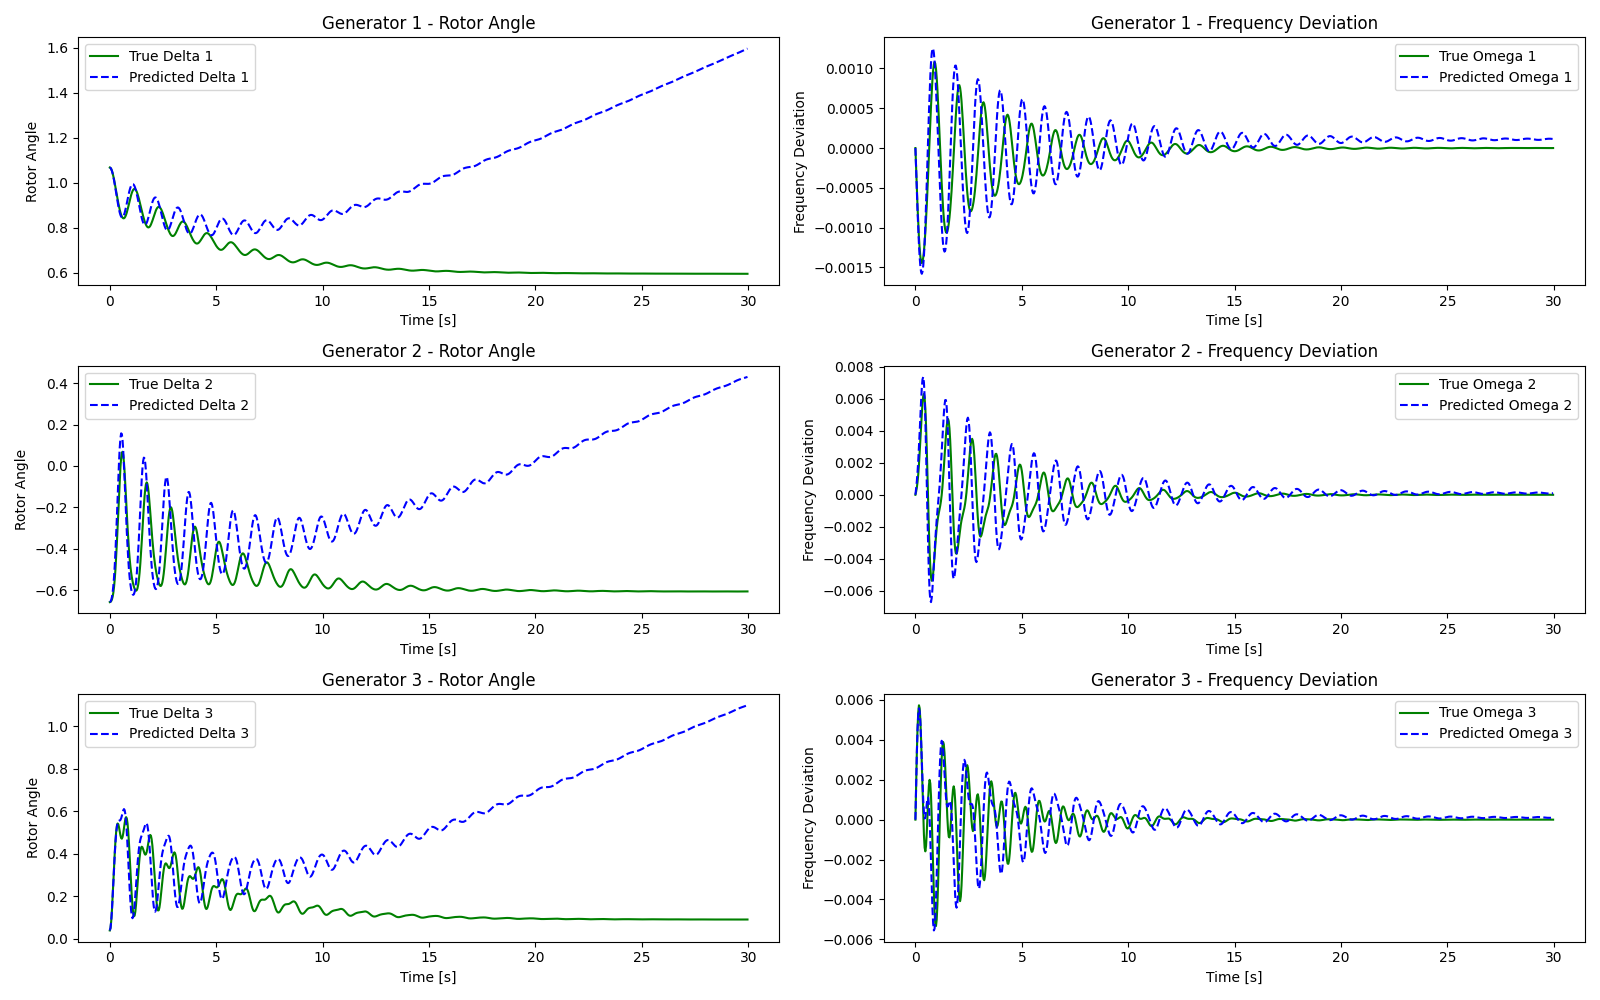 Generator 1 - Rotor Angle
True Delta 1
Predicted Delta 1
Rotor Angle
1.6
1.4
1.2
1.0
0.8
0.6
0 5 10 15 20 25 30
Time [s]
Generator 1 - Frequency Deviation
True Omega 1
Predicted Omega 1
Frequency Deviation
0.0010
0.0005
0.0000
−0.0005
−0.0010
−0.0015
0 5 10 15 20 25 30
Time [s]
Generator 2 - Rotor Angle
True Delta 2
Predicted Delta 2
Rotor Angle
0.4
0.2
0.0
−0.2
−0.4
−0.6
0 5 10 15 20 25 30
Time [s]
Generator 2 - Frequency Deviation
True Omega 2
Predicted Omega 2
Frequency Deviation
0.008
0.006
0.004
0.002
0.000
−0.002
−0.004
−0.006
0 5 10 15 20 25 30
Time [s]
Generator 3 - Rotor Angle
True Delta 3
Predicted Delta 3
Rotor Angle
1.0
0.8
0.6
0.4
0.2
0.0
0 5 10 15 20 25 30
Time [s]
Generator 3 - Frequency Deviation
True Omega 3
Predicted Omega 3
Frequency Deviation
0.006
0.004
0.002
0.000
−0.002
−0.004
−0.006
0 5 10 15 20 25 30
Time [s]